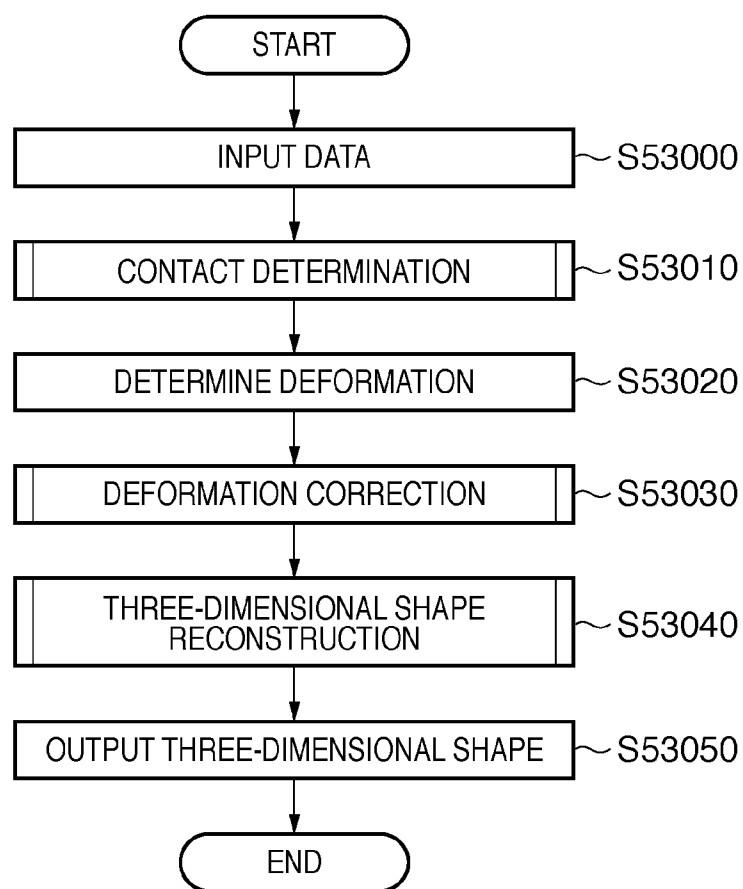 START
INPUT DATA
S53000
CONTACT DETERMINATION
S53010
DETERMINE DEFORMATION
S53020
DEFORMATION CORRECTION
S53030
THREE-DIMENSIONAL SHAPE
RECONSTRUCTION
S53040
OUTPUT THREE-DIMENSIONAL SHAPE
S53050
END